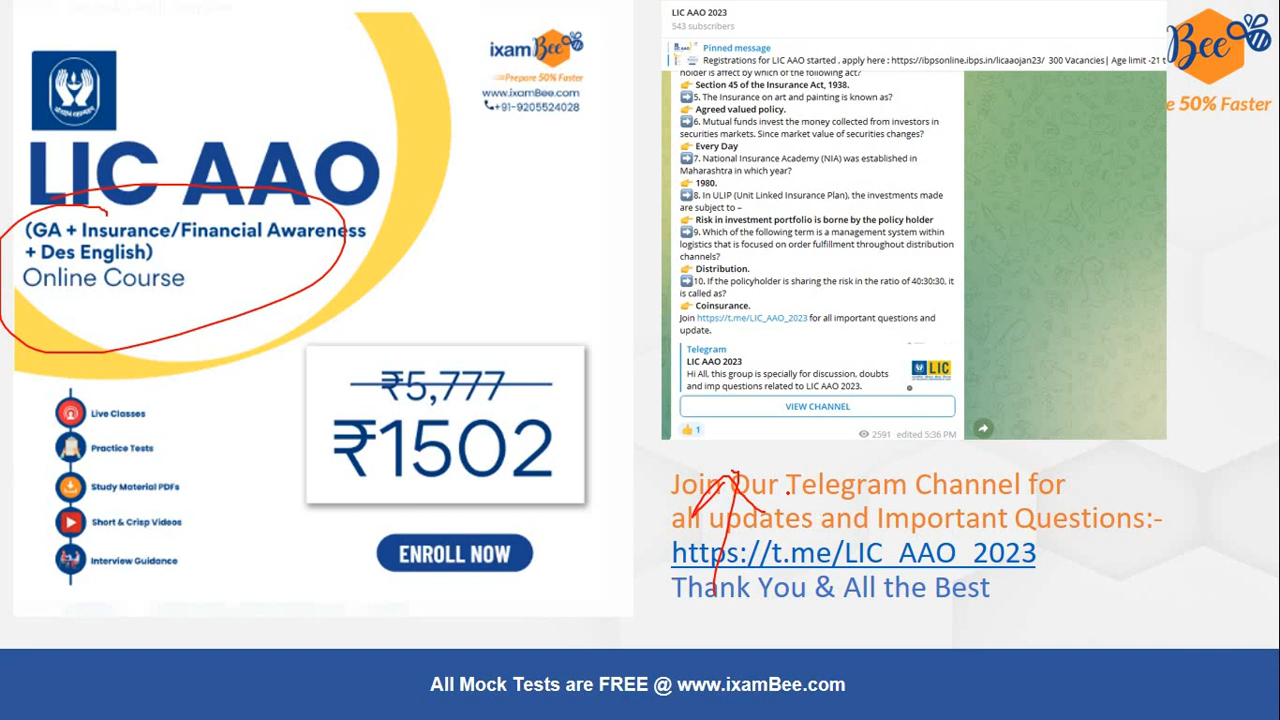 ixamBee
Prepare 50% Faster
www.ixamBee.com
+91-9205524028
LIC AAO
(GA + Insurance/Financial Awareness
+ Des English)
Online Course
₹5,777
₹1502
Live Classes
Practice Tests
Study Material PDFs
Short & Crisp Videos
Interview Guidance
ENROLL NOW
LIC AAO 2023
543 subscribers
Pinned message
Registrations for LIC AAO started , apply here : https://ibpsonline.ibps.in/licaaojan23/ 300 Vacancies| Age limit -21 t
holder is affect by which of the following act?
👉 Section 45 of the Insurance Act, 1938.
➡️5. The Insurance on art and painting is known as?
👉 Agreed valued policy.
➡️6. Mutual funds invest the money collected from investors in
securities markets. Since market value of securities changes?
👉 Every Day
➡️7. National Insurance Academy (NIA) was established in
Maharashtra in which year?
👉 1980.
➡️8. In ULIP (Unit Linked Insurance Plan), the investments made
are subject to –
👉 Risk in investment portfolio is borne by the policy holder
➡️9. Which of the following term is a management system within
logistics that is focused on order fulfillment throughout distribution
channels?
👉 Distribution.
➡️10. If the policyholder is sharing the risk in the ratio of 40:30:30, it
is called as?
👉 Coinsurance.
Join https://t.me/LIC_AAO_2023 for all important questions and
update.
Telegram
LIC AAO 2023
Hi All, this group is specially for discussion, doubts
and imp questions related to LIC AAO 2023.
LIC
VIEW CHANNEL
👍 1
2591 edited 5:36 PM
Bee
e 50% Faster
Join Our Telegram Channel for
all updates and Important Questions:-
https://t.me/LIC_AAO_2023
Thank You & All the Best
All Mock Tests are FREE @ www.ixamBee.com